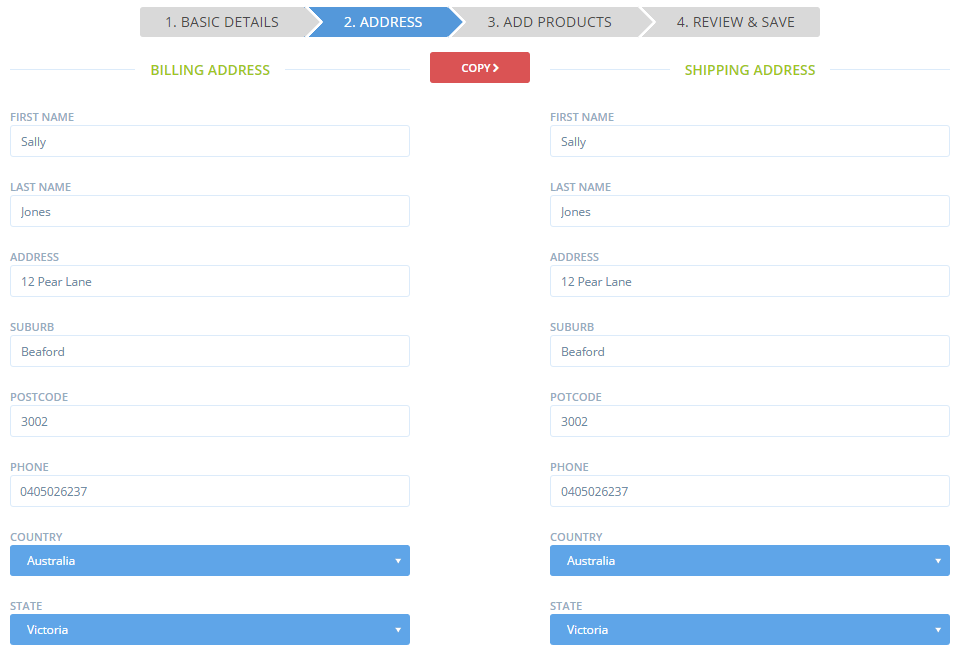 1. BASIC DETAILS 2. ADDRESS 3. ADD PRODUCTS 4. REVIEW & SAVE
BILLING ADDRESS COPY SHIPPING ADDRESS
FIRST NAME FIRST NAME
Sally Sally
LAST NAME LAST NAME
Jones Jones
ADDRESS ADDRESS
12 Pear Lane 12 Pear Lane
SUBURB SUBURB
Beaford Beaford
POSTCODE POTCODE
3002 3002
PHONE PHONE
0405026237 0405026237
COUNTRY COUNTRY
Australia Australia
STATE STATE
Victoria Victoria